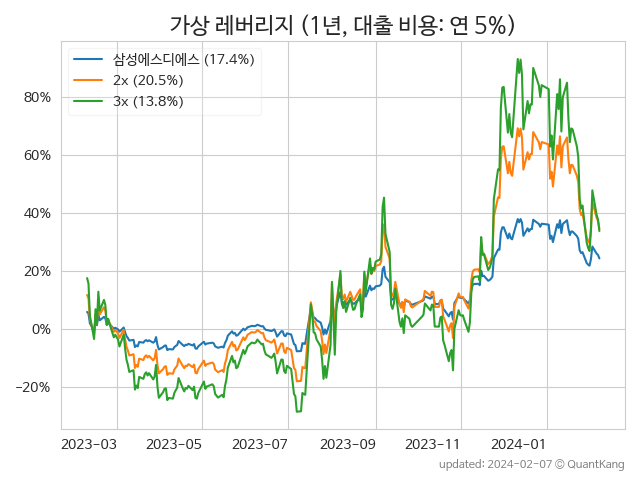 가상 레버리지 (1년, 대출 비용: 연 5%)
삼성에스디에스 (17.4%)
2x (20.5%)
3x (13.8%)
80%
60%
40%
20%
0%
−20%
2023-03 2023-05 2023-07 2023-09 2023-11 2024-01
updated: 2024-02-07 © QuantKang